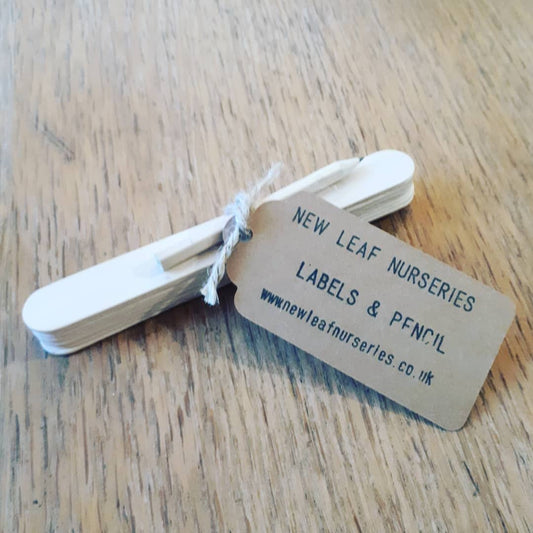 NEW LEAF NURSERIES
LABELS & PENCIL
www.newleafnurseries.co.uk